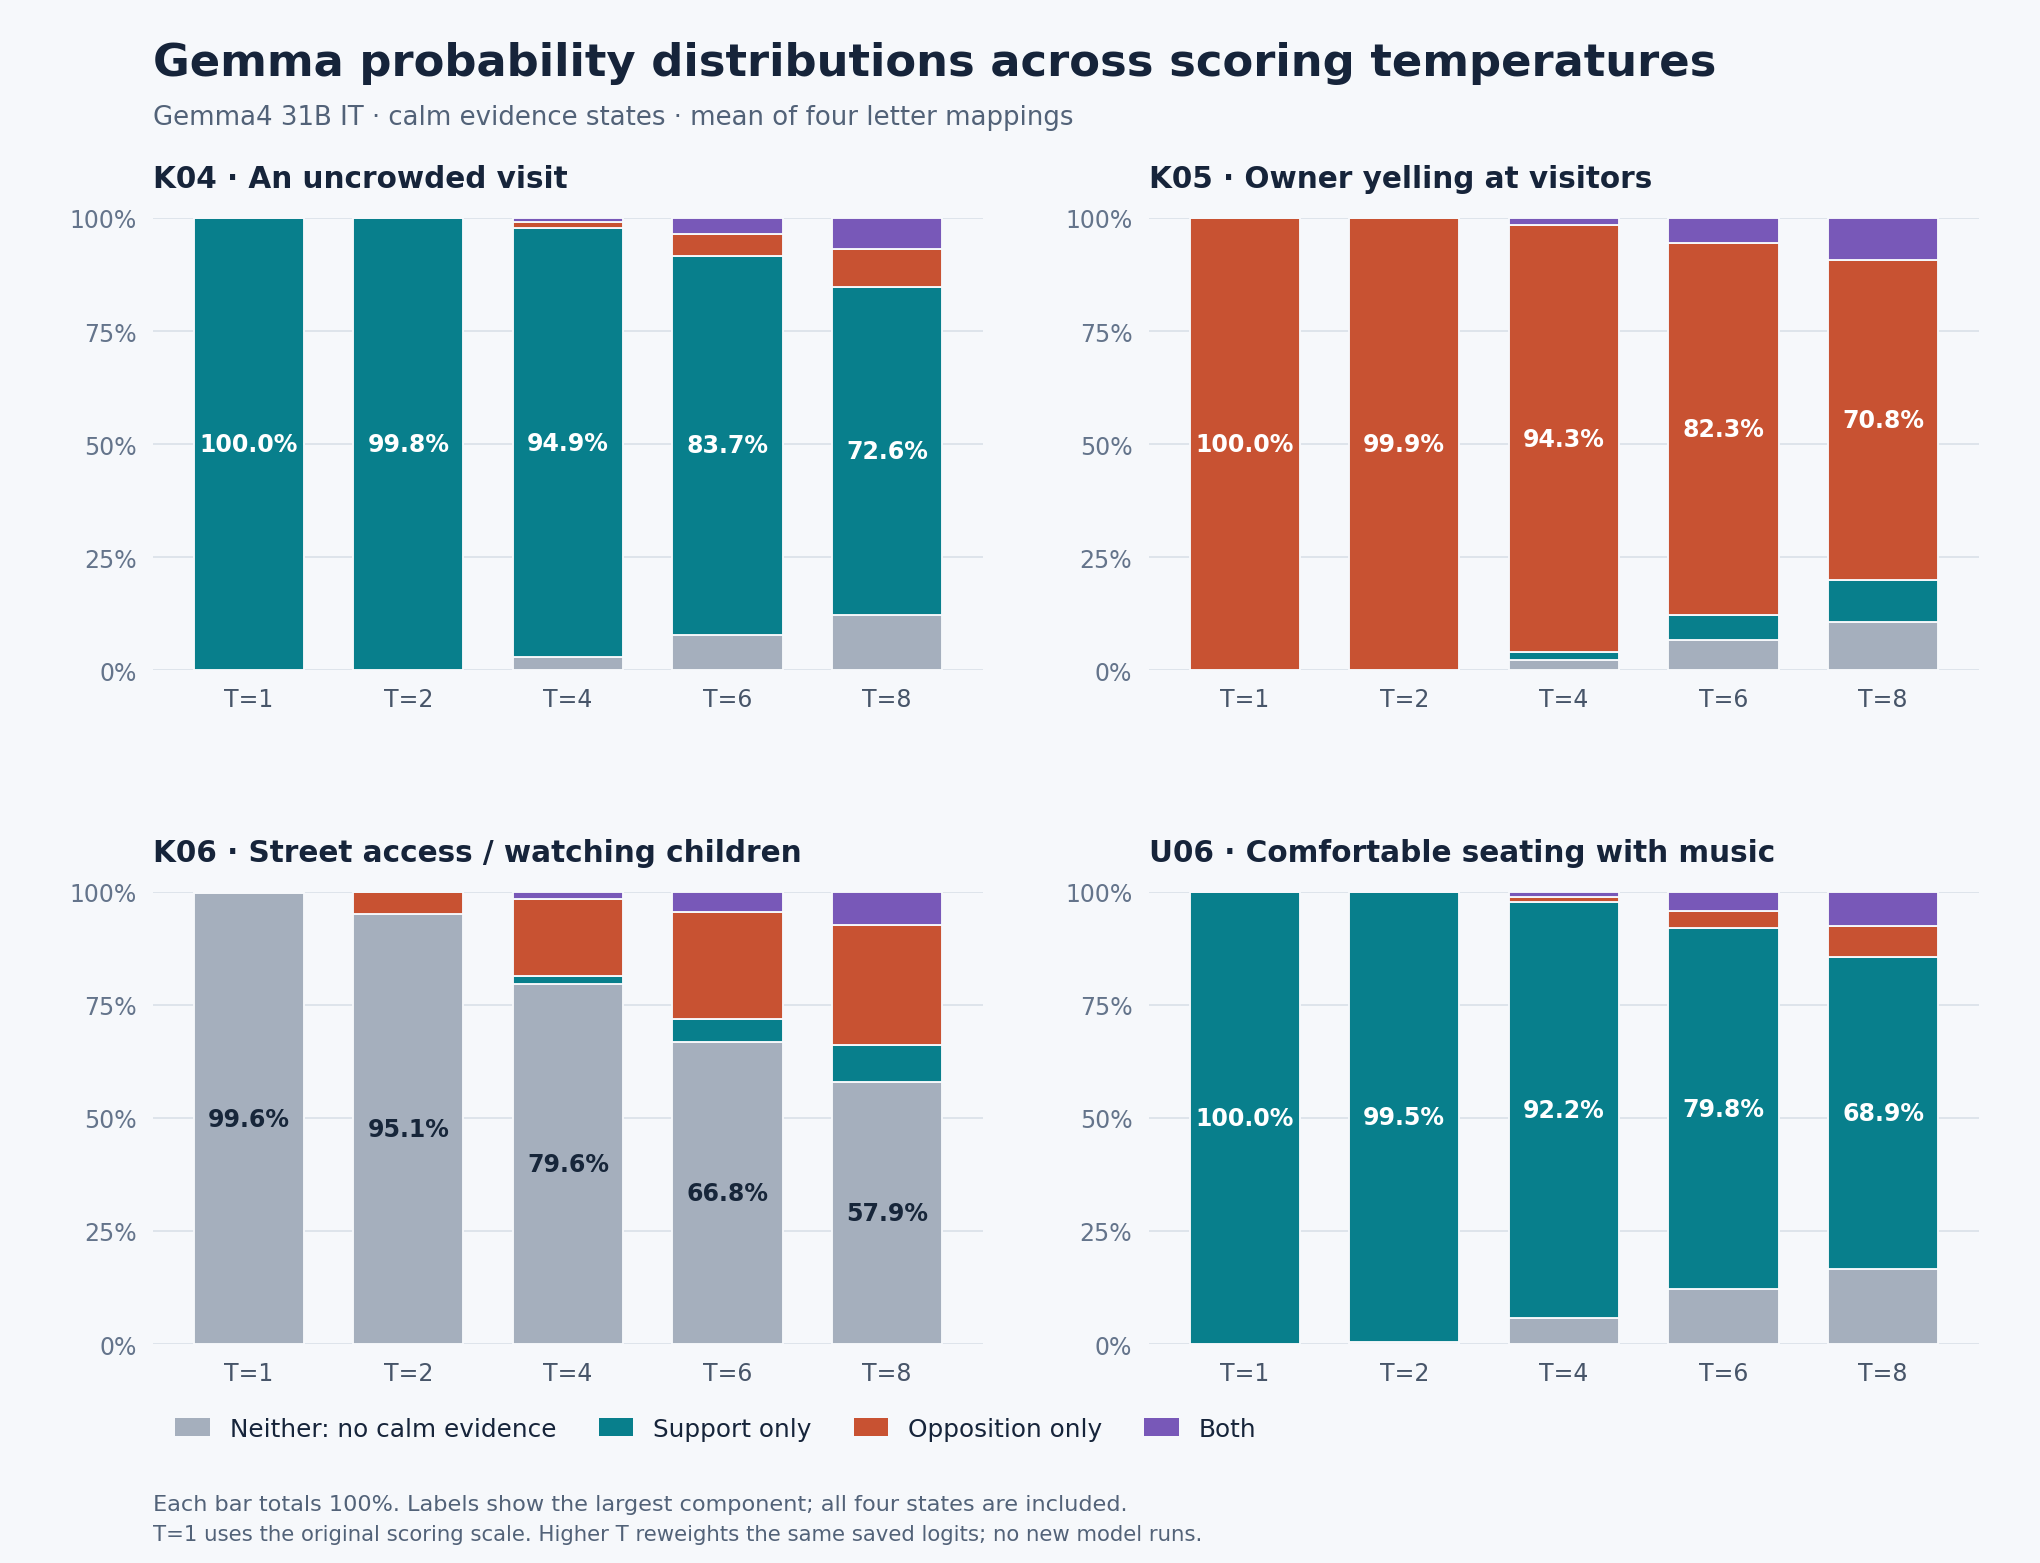 Gemma probability distributions across scoring temperatures
Gemma4 31B IT · calm evidence states · mean of four letter mappings
K04 · An uncrowded visit
100%
75%
50%
25%
0%
100.0%
99.8%
94.9%
83.7%
72.6%
T=1
T=2
T=4
T=6
T=8
K05 · Owner yelling at visitors
100%
75%
50%
25%
0%
100.0%
99.9%
94.3%
82.3%
70.8%
T=1
T=2
T=4
T=6
T=8
K06 · Street access / watching children
100%
75%
50%
25%
0%
99.6%
95.1%
79.6%
66.8%
57.9%
T=1
T=2
T=4
T=6
T=8
U06 · Comfortable seating with music
100%
75%
50%
25%
0%
100.0%
99.5%
92.2%
79.8%
68.9%
T=1
T=2
T=4
T=6
T=8
Neither: no calm evidence
Support only
Opposition only
Both
Each bar totals 100%. Labels show the largest component; all four states are included.
T=1 uses the original scoring scale. Higher T reweights the same saved logits; no new model runs.